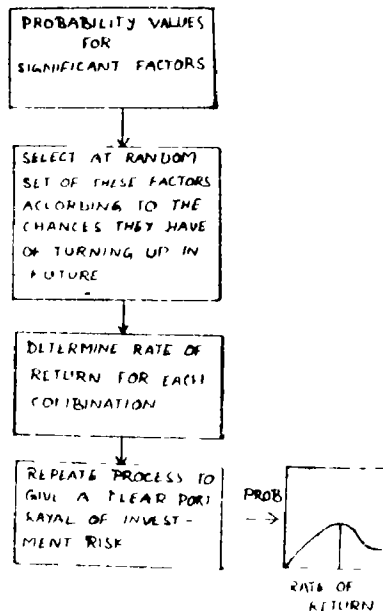 PROBABILITY VALUES
FOR
SIGNIFICANT FACTORS
SELECT AT RANDOM
SET OF THESE FACTORS
ACCORDING TO THE
CHANCES THEY HAVE
OF TURNING UP IN
FUTURE
DETERMINE RATE OF
RETURN FOR EACH
COMBINATION
REPEATE PROCESS TO
GIVE A CLEAR PORT
RAYAL OF INVEST-
MENT RISK
PROB
RATE OF
RETURN